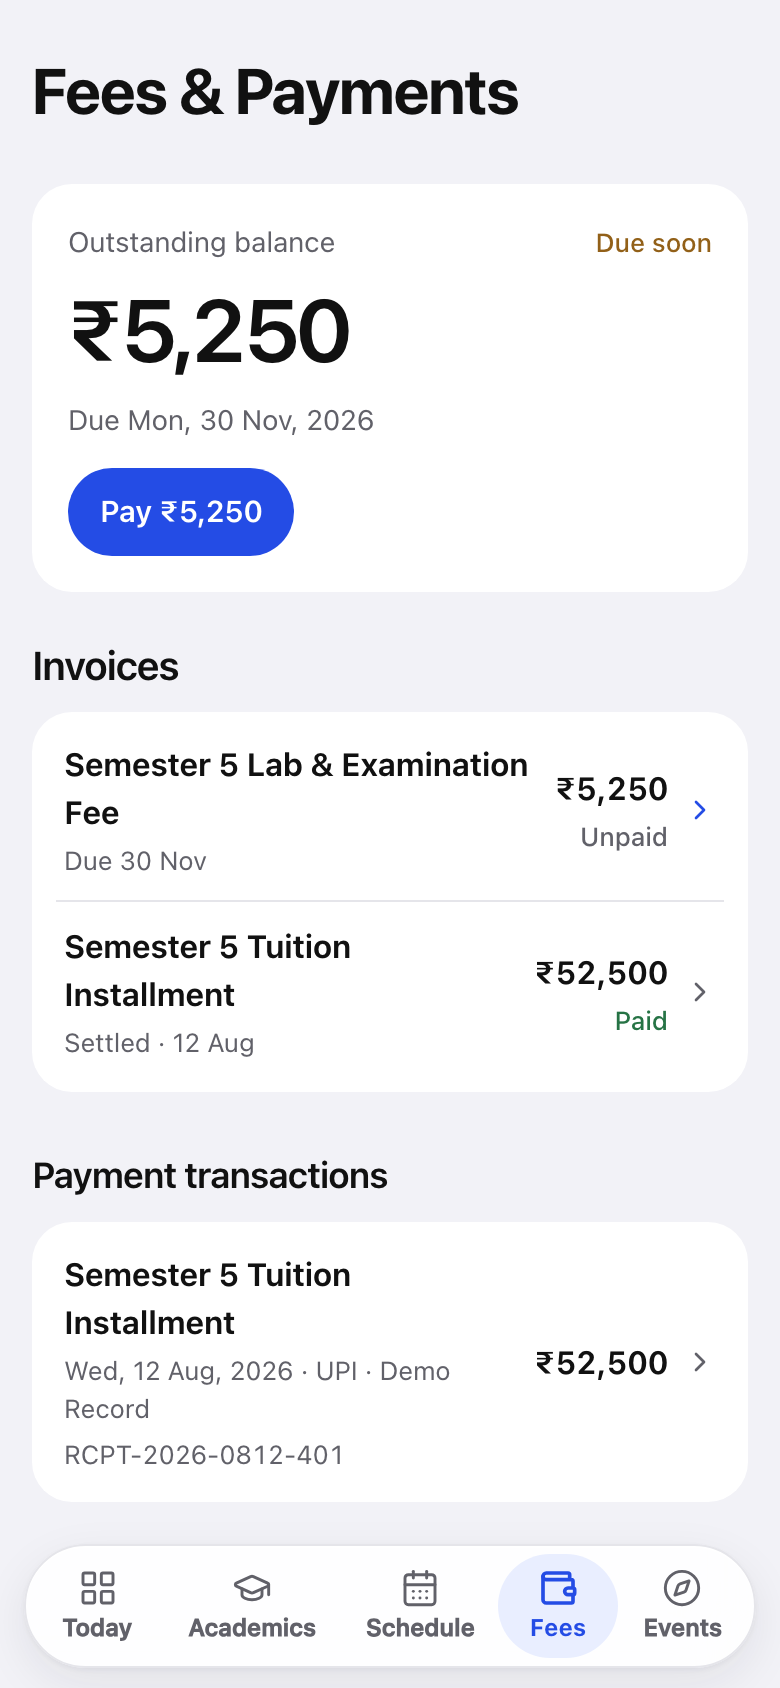 Fees & Payments
Outstanding balance
Due soon
₹5,250
Due Mon, 30 Nov, 2026
Pay ₹5,250
Invoices
Semester 5 Lab & Examination
Fee
Due 30 Nov
₹5,250
Unpaid
Semester 5 Tuition
Installment
Settled · 12 Aug
₹52,500
Paid
Payment transactions
Semester 5 Tuition
Installment
Wed, 12 Aug, 2026 · UPI · Demo
Record
RCPT-2026-0812-401
₹52,500
Today
Academics
Schedule
Fees
Events